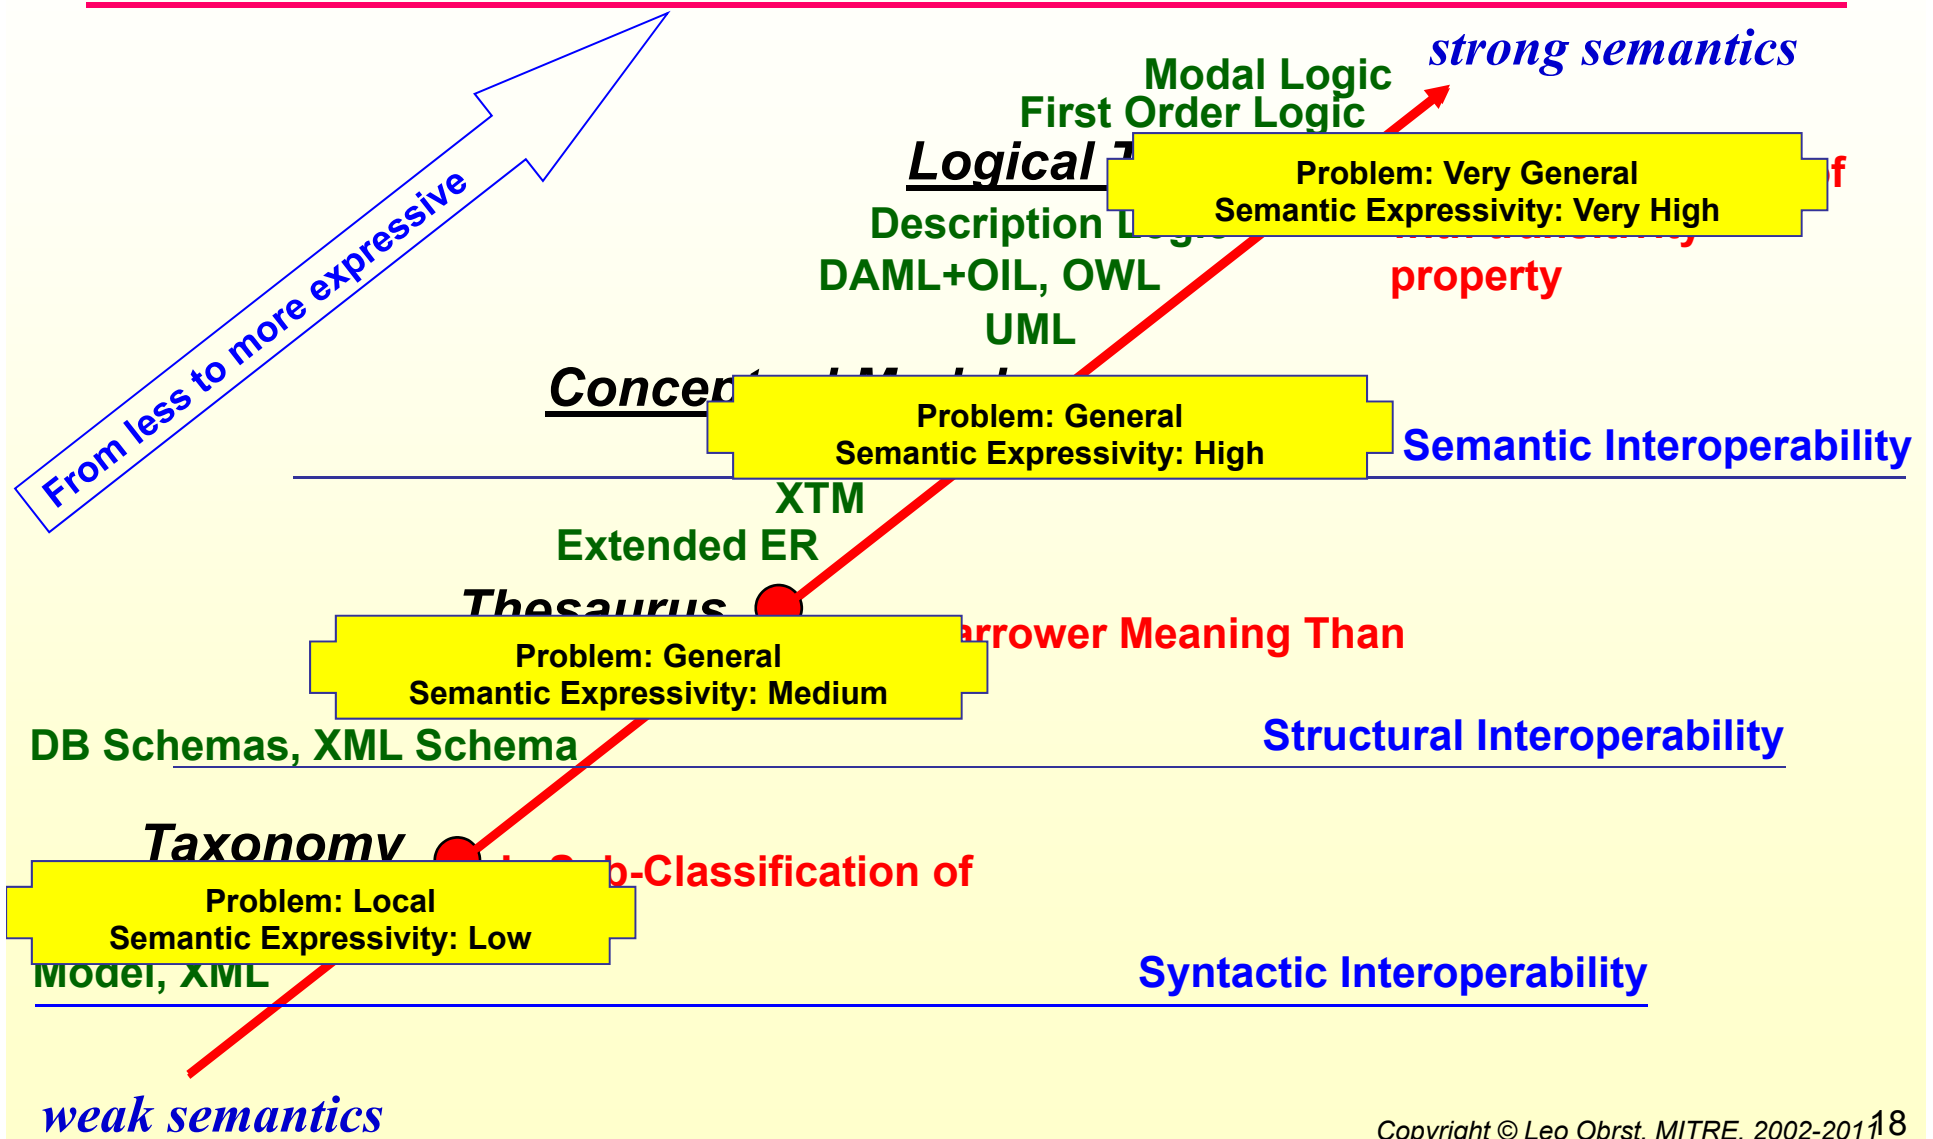 strong semantics
Modal Logic
First Order Logic
Logical
Problem: Very General
Semantic Expressivity: Very High
Description
property
DAML+OIL, OWL
UML
From less to more expressive
Problem: General
Semantic Expressivity: High
Semantic Interoperability
XTM
Extended ER
Thesaurus
Meaning Than
Problem: General
Semantic Expressivity: Medium
DB Schemas, XML Schema
Structural Interoperability
Taxonomy
-Classification of
Problem: Local
Semantic Expressivity: Low
Model, XML
Syntactic Interoperability
weak semantics
Copyright © Leo Obrst, MITRE, 2002-2011
18